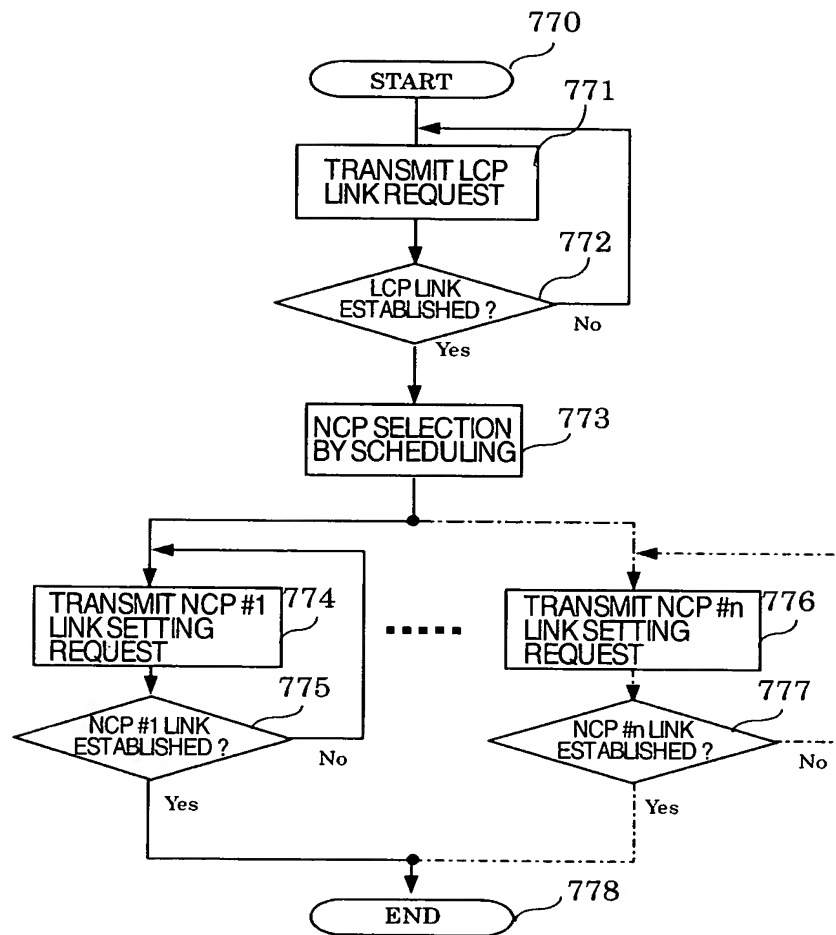 770
START
771
TRANSMIT LCP
LINK REQUEST
772
LCP LINK
ESTABLISHED ?
No
Yes
NCP SELECTION
BY SCHEDULING
773
TRANSMIT NCP #1
LINK SETTING
REQUEST
774
TRANSMIT NCP #n
LINK SETTING
REQUEST
776
775
NCP #1 LINK
ESTABLISHED ?
No
Yes
777
NCP #n LINK
ESTABLISHED ?
No
Yes
END
778